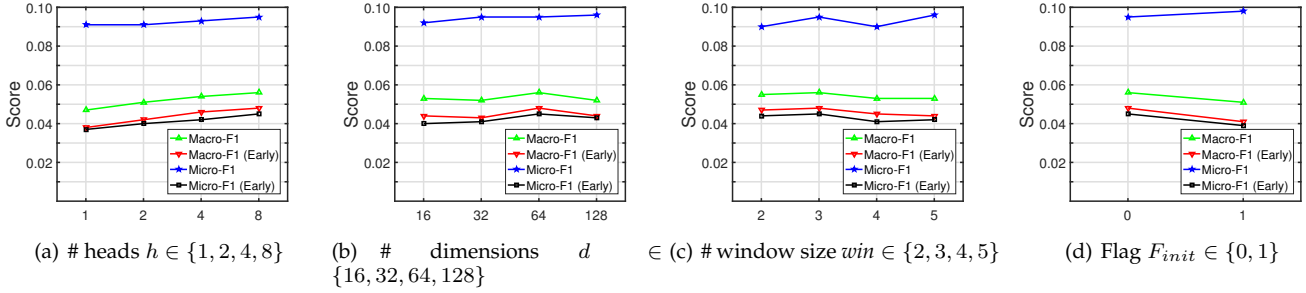 0.10
0.08
0.06
0.04
0.02
Score
1 2 4 8
Macro-F1
Macro-F1 (Early)
Micro-F1
Micro-F1 (Early)
(a) # heads h ∈ {1, 2, 4, 8}
0.10
0.08
0.06
0.04
0.02
Score
16 32 64 128
Macro-F1
Macro-F1 (Early)
Micro-F1
Micro-F1 (Early)
(b) # dimensions d ∈
{16, 32, 64, 128}
0.10
0.08
0.06
0.04
0.02
Score
2 3 4 5
Macro-F1
Macro-F1 (Early)
Micro-F1
Micro-F1 (Early)
(c) # window size win ∈ {2, 3, 4, 5}
0.10
0.08
0.06
0.04
0.02
Score
0 1
Macro-F1
Macro-F1 (Early)
Micro-F1
Micro-F1 (Early)
(d) Flag F_init ∈ {0, 1}